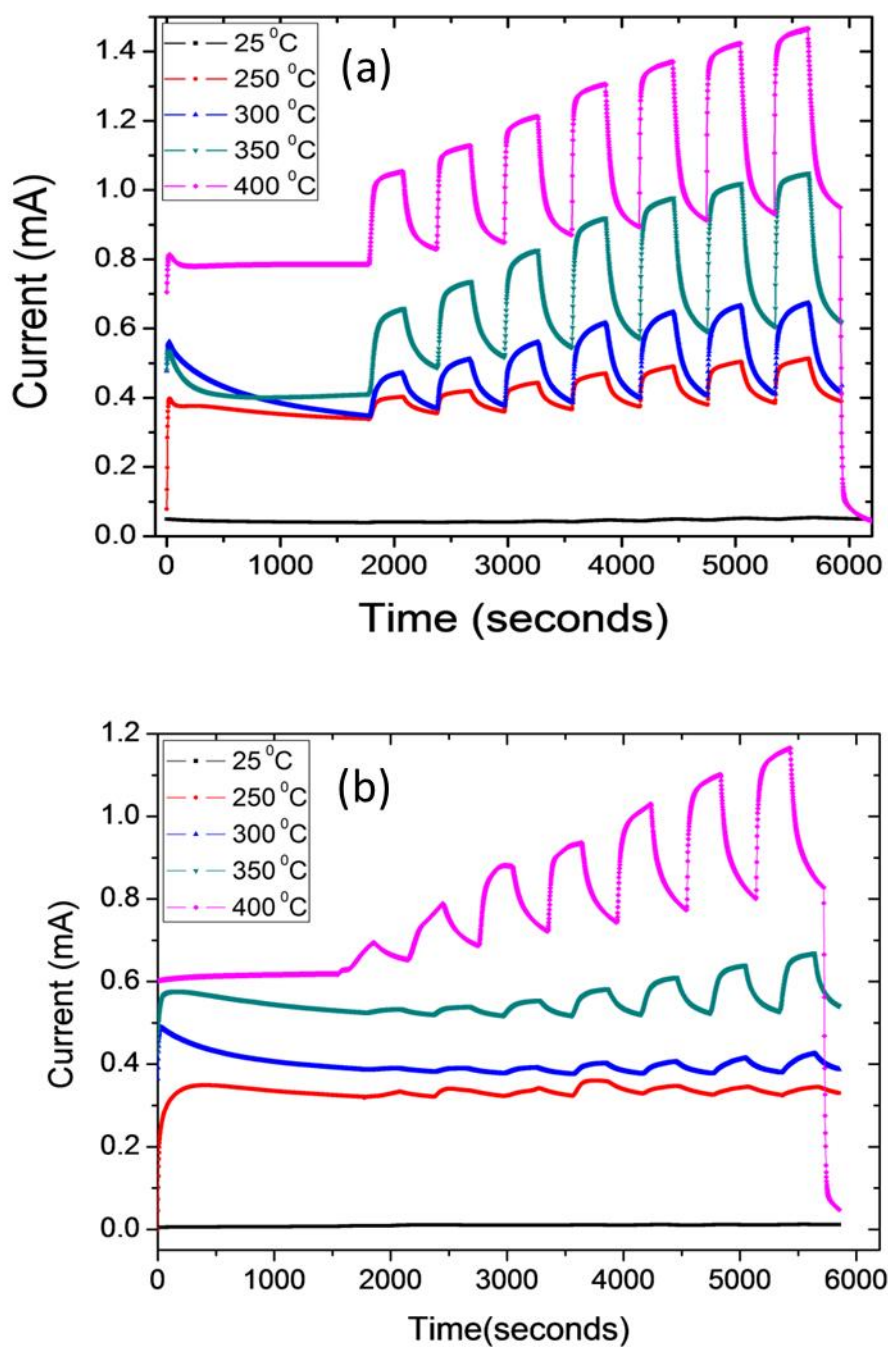 25 ⁰C
250 ⁰C
300 ⁰C
350 ⁰C
400 ⁰C
(a)
1.4
1.2
1.0
0.8
0.6
0.4
0.2
0.0
Current (mA)
0 1000 2000 3000 4000 5000 6000
Time (seconds)
25 ⁰C
250⁰C
300 ⁰C
350 ⁰C
400 ⁰C
(b)
1.2
1.0
0.8
0.6
0.4
0.2
0.0
Current (mA)
0 1000 2000 3000 4000 5000 6000
Time(seconds)